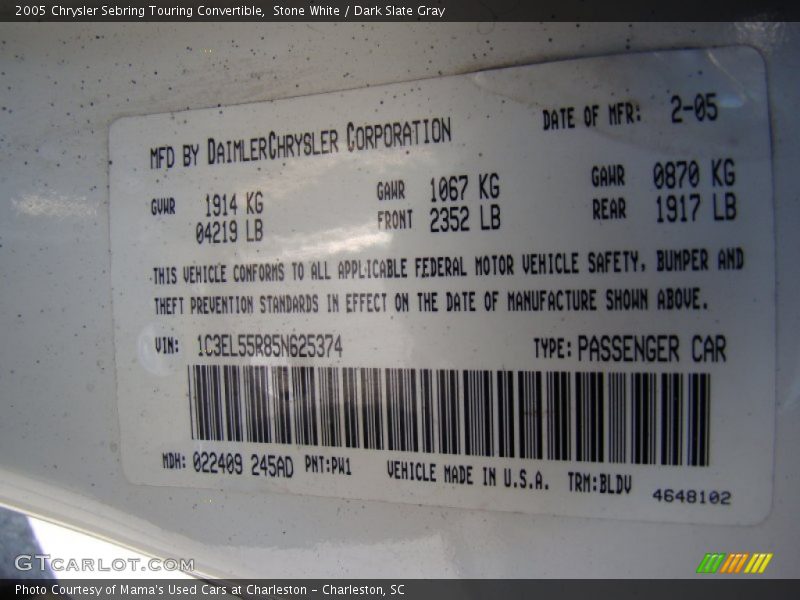 2005 Chrysler Sebring Touring Convertible,  Stone White / Dark Slate Gray
MFD BY DAIMLERCHRYSLER CORPORATION DATE OF MFR: 2-05
GVWR 1914 KG GAWR 1067 KG GAWR 0870 KG
04219 LB FRONT 2352 LB REAR 1917 LB
THIS VEHICLE CONFORMS TO ALL APPLICABLE FEDERAL MOTOR VEHICLE SAFETY, BUMPER AND
THEFT PREVENTION STANDARDS IN EFFECT ON THE DATE OF MANUFACTURE SHOWN ABOVE.
VIN: 1C3EL55R85N625374 TYPE: PASSENGER CAR
MDH: 022409 245AD PNT:PW1 VEHICLE MADE IN U.S.A. TRM:BLDV
4648102
GTCARLOT.COM
Photo Courtesy of Mama's Used Cars at Charleston - Charleston, SC